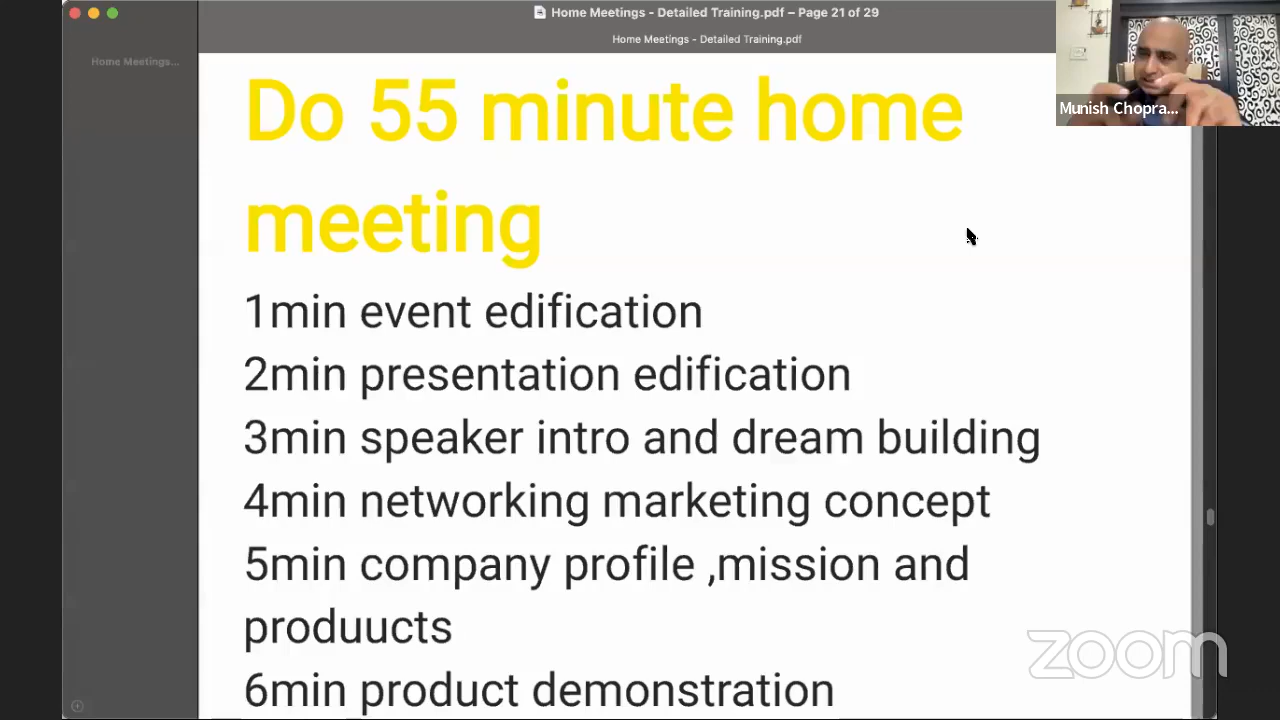 Home Meetings - Detailed Training.pdf – Page 21 of 29
Home Meetings - Detailed Training.pdf
Home Meetings...
Munish Chopra...
Do 55 minute home
meeting
1min event edification
2min presentation edification
3min speaker intro and dream building
4min networking marketing concept
5min company profile ,mission and
produucts
6min product demonstration
zoom